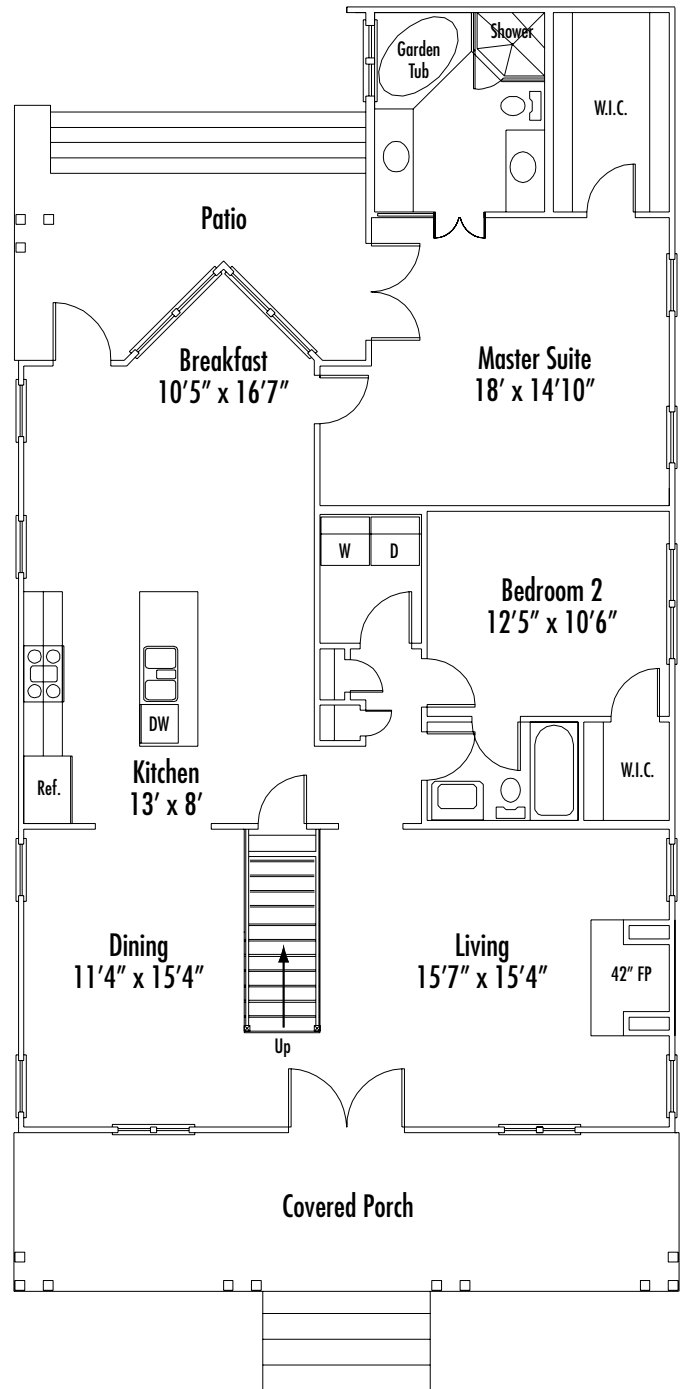 Shower
Garden
Tub
W.I.C.
Patio
Breakfast
10’5” x 16’7”
Master Suite
18’ x 14’10”
W
D
Bedroom 2
12’5” x 10’6”
DW
Ref.
Kitchen
13’ x 8’
W.I.C.
Dining
11’4” x 15’4”
Living
15’7” x 15’4”
42” FP
Up
Covered Porch